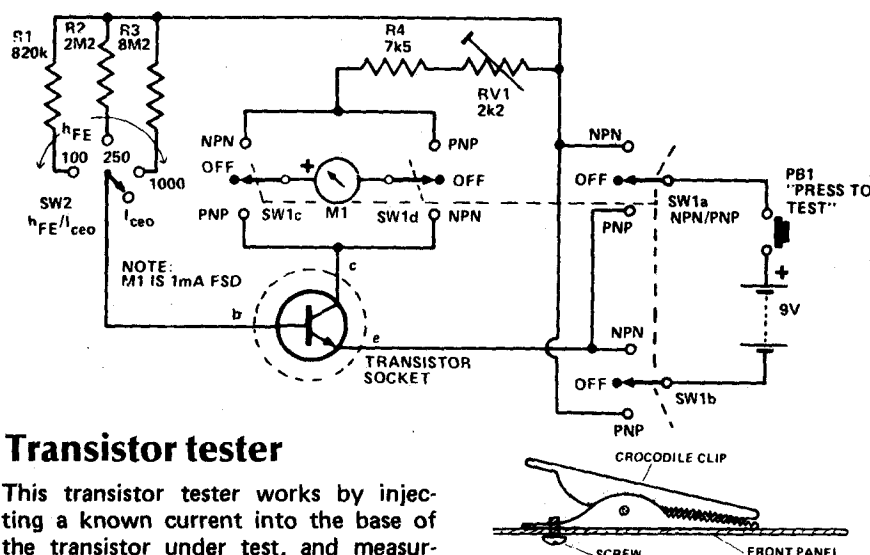 R1
820k
R2
2M2
R3
8M2
R4
7k5
RV1
2k2
hFE
100
250
1000
SW2
hFE/Iceo
Iceo
NPN
OFF
PNP
+
SW1c
M1
SW1d
PNP
OFF
NPN
NOTE:
M1 IS 1mA FSD
c
b
e
TRANSISTOR
SOCKET
NPN
OFF
PNP
SW1a
NPN/PNP
PB1
"PRESS TO
TEST"
+
9V
NPN
OFF
PNP
SW1b
Transistor tester
This transistor tester works by injec-
ting a known current into the base of
the transistor under test, and measur-
CROCODILE CLIP
SCREW
FRONT PANEL